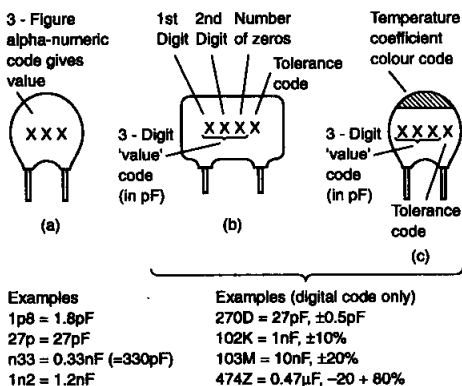 3 - Figure
alpha-numeric
code gives
value
X X X
(a)
1st 2nd Number
Digit Digit of zeros
Tolerance
code
X X X X
3 - Digit
'value'
code
(in pF)
(b)
Temperature
coefficient
colour code
3 - Digit
'value'
code
(in pF)
X X X X
Tolerance
code
(c)
Examples
1p8 = 1.8pF
27p = 27pF
n33 = 0.33nF (=330pF)
1n2 = 1.2nF
Examples (digital code only)
270D = 27pF, ±0.5pF
102K = 1nF, ±10%
103M = 10nF, ±20%
474Z = 0.47µF, -20 + 80%